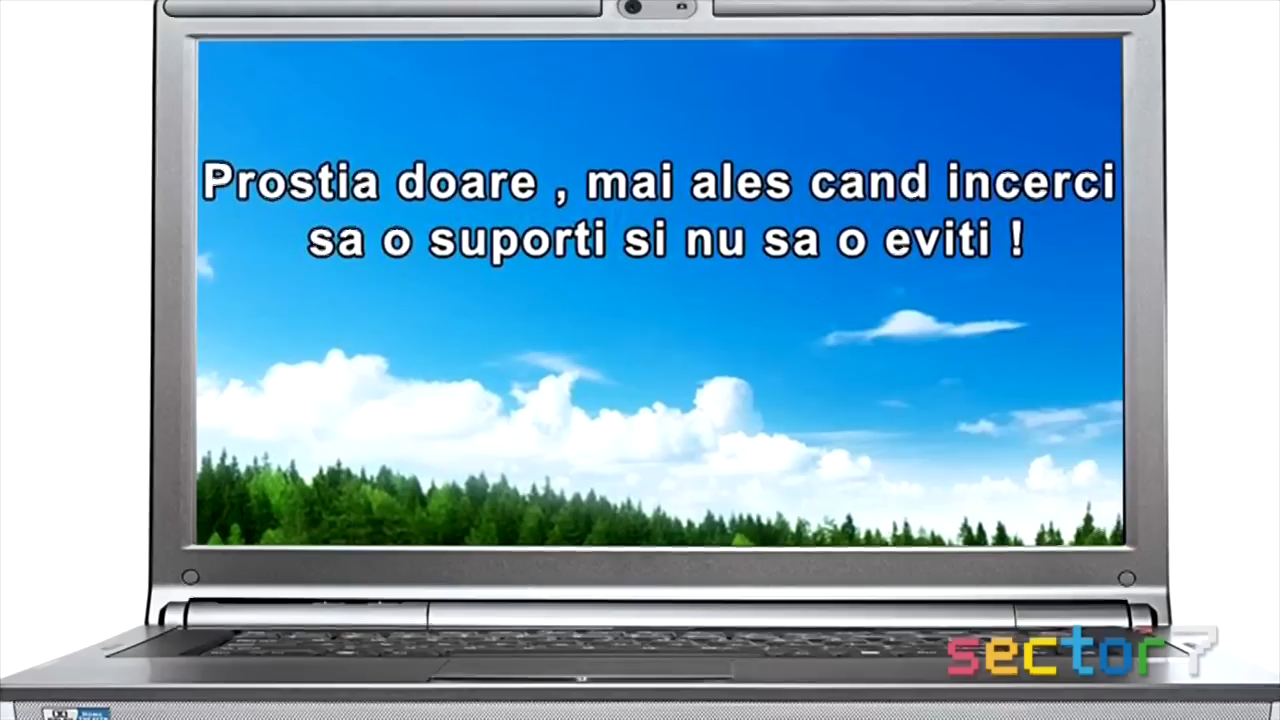 Prostia doare , mai ales cand incerci
sa o suporti si nu sa o eviti !
sector7